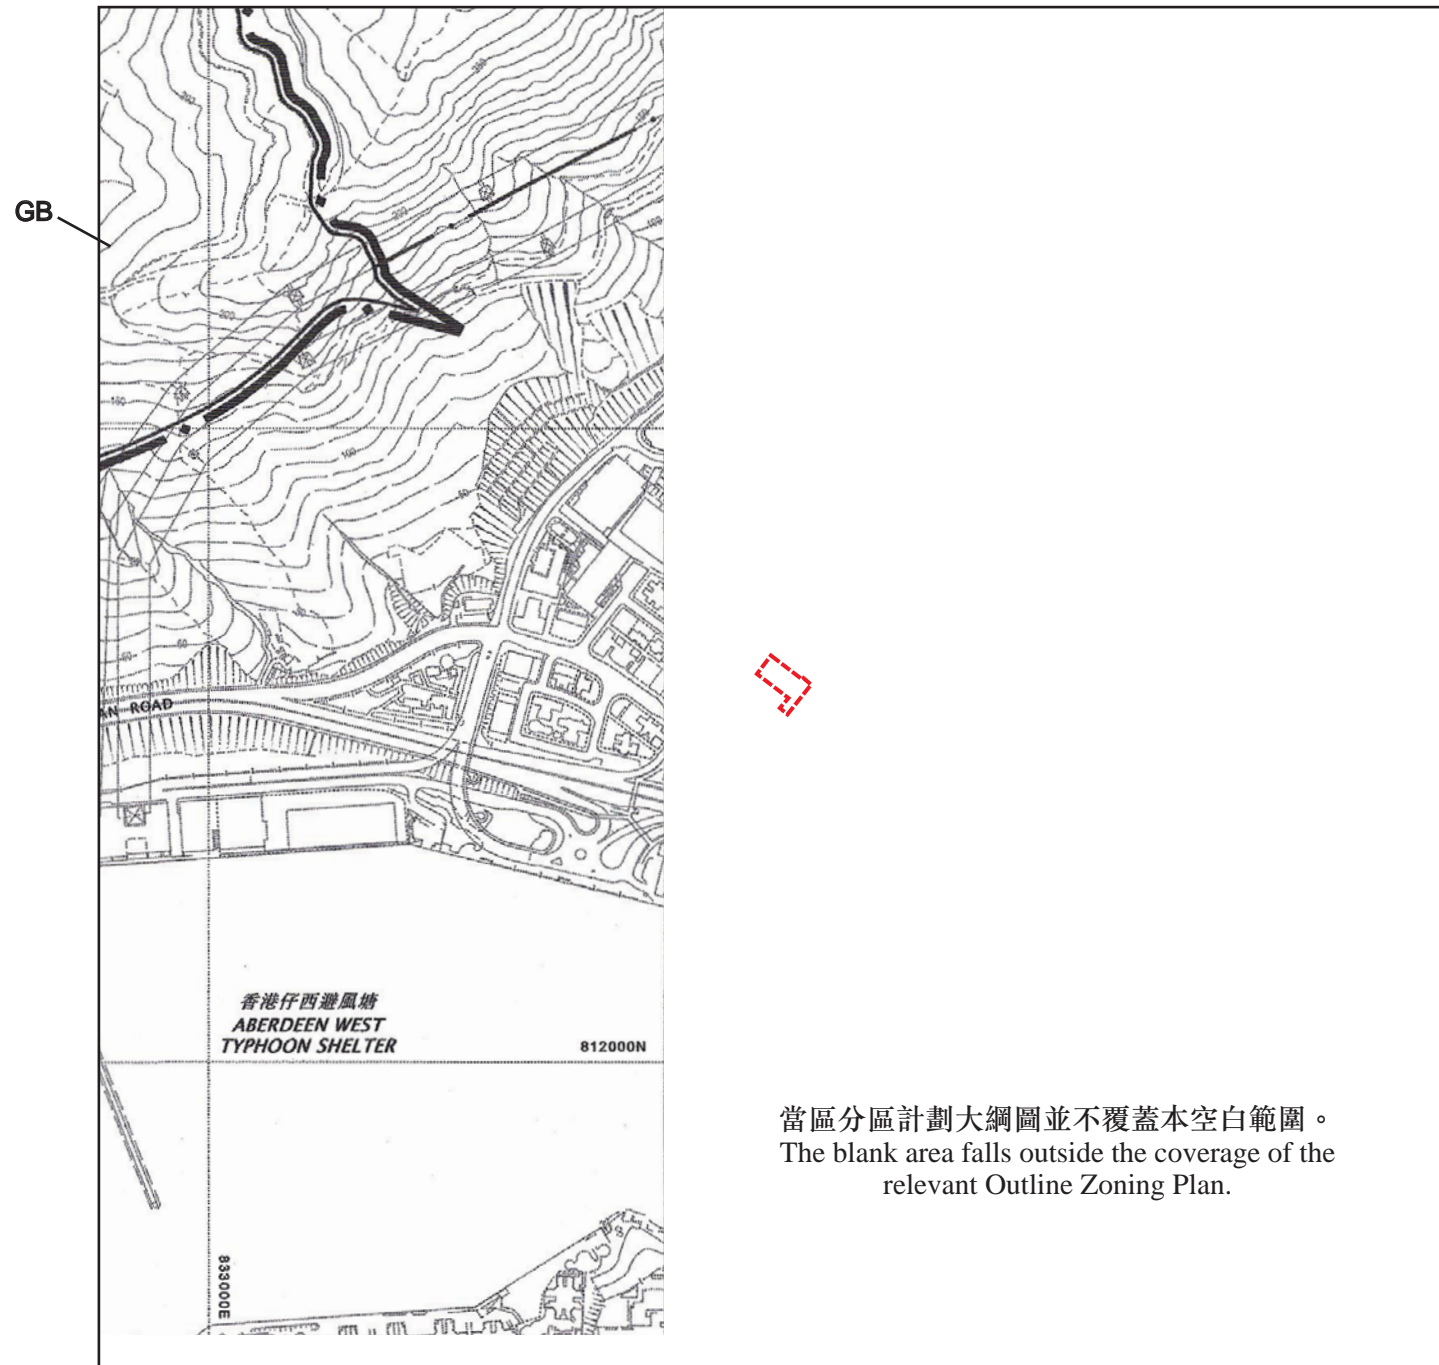 GB
AN ROAD
香港仔西避風塘
ABERDEEN WEST
TYPHOON SHELTER
812000N
833000E
當區分區計劃大綱圖並不覆蓋本空白範圍。
The blank area falls outside the coverage of the
relevant Outline Zoning Plan.
200
100